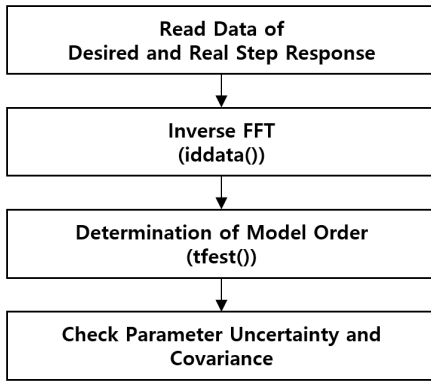 Read Data of
Desired and Real Step Response
Inverse FFT
(iddata())
Determination of Model Order
(tfest())
Check Parameter Uncertainty and
Covariance